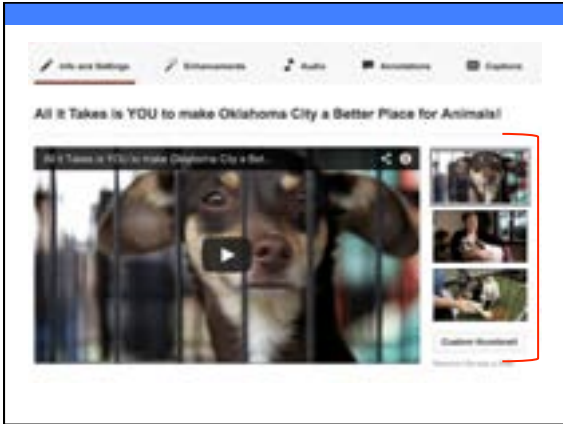 Info and Settings Enhancements Audio Annotations Captions
All It Takes is YOU to make Oklahoma City a Better Place for Animals!
All It Takes is YOU to make Oklahoma City a Bet...
Custom thumbnail